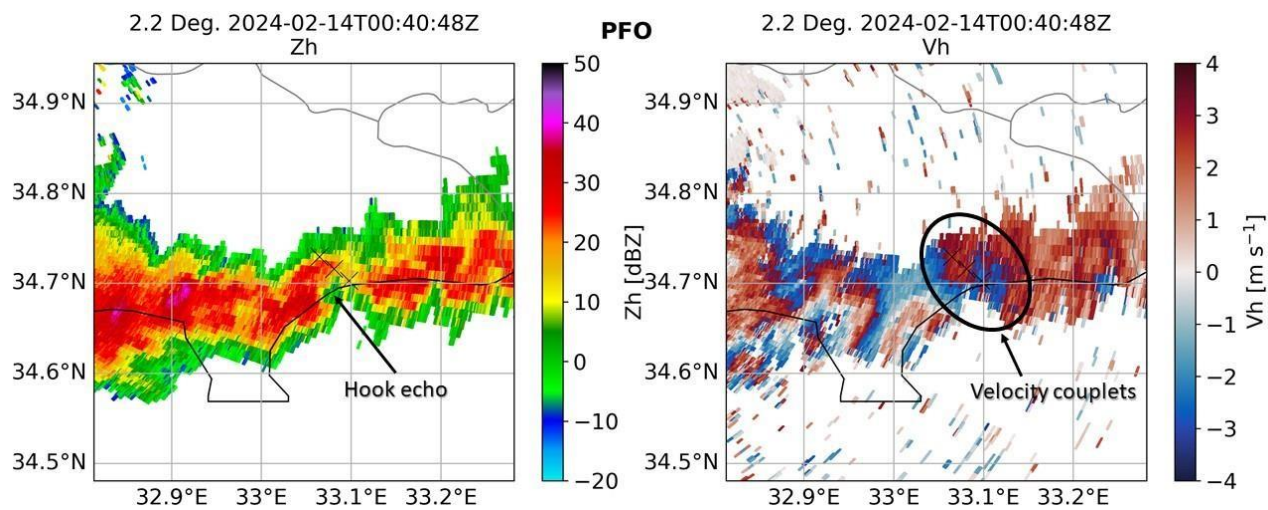 2.2 Deg. 2024-02-14T00:40:48Z
Zh
PFO
2.2 Deg. 2024-02-14T00:40:48Z
Vh
34.9°N
34.8°N
34.7°N
34.6°N
34.5°N
32.9°E
33°E
33.1°E
33.2°E
Hook echo
50
40
30
20
10
0
−10
−20
Zh [dBZ]
34.9°N
34.8°N
34.7°N
34.6°N
34.5°N
32.9°E
33°E
33.1°E
33.2°E
Velocity couplets
4
3
2
1
0
−1
−2
−3
−4
Vh [m s⁻¹]